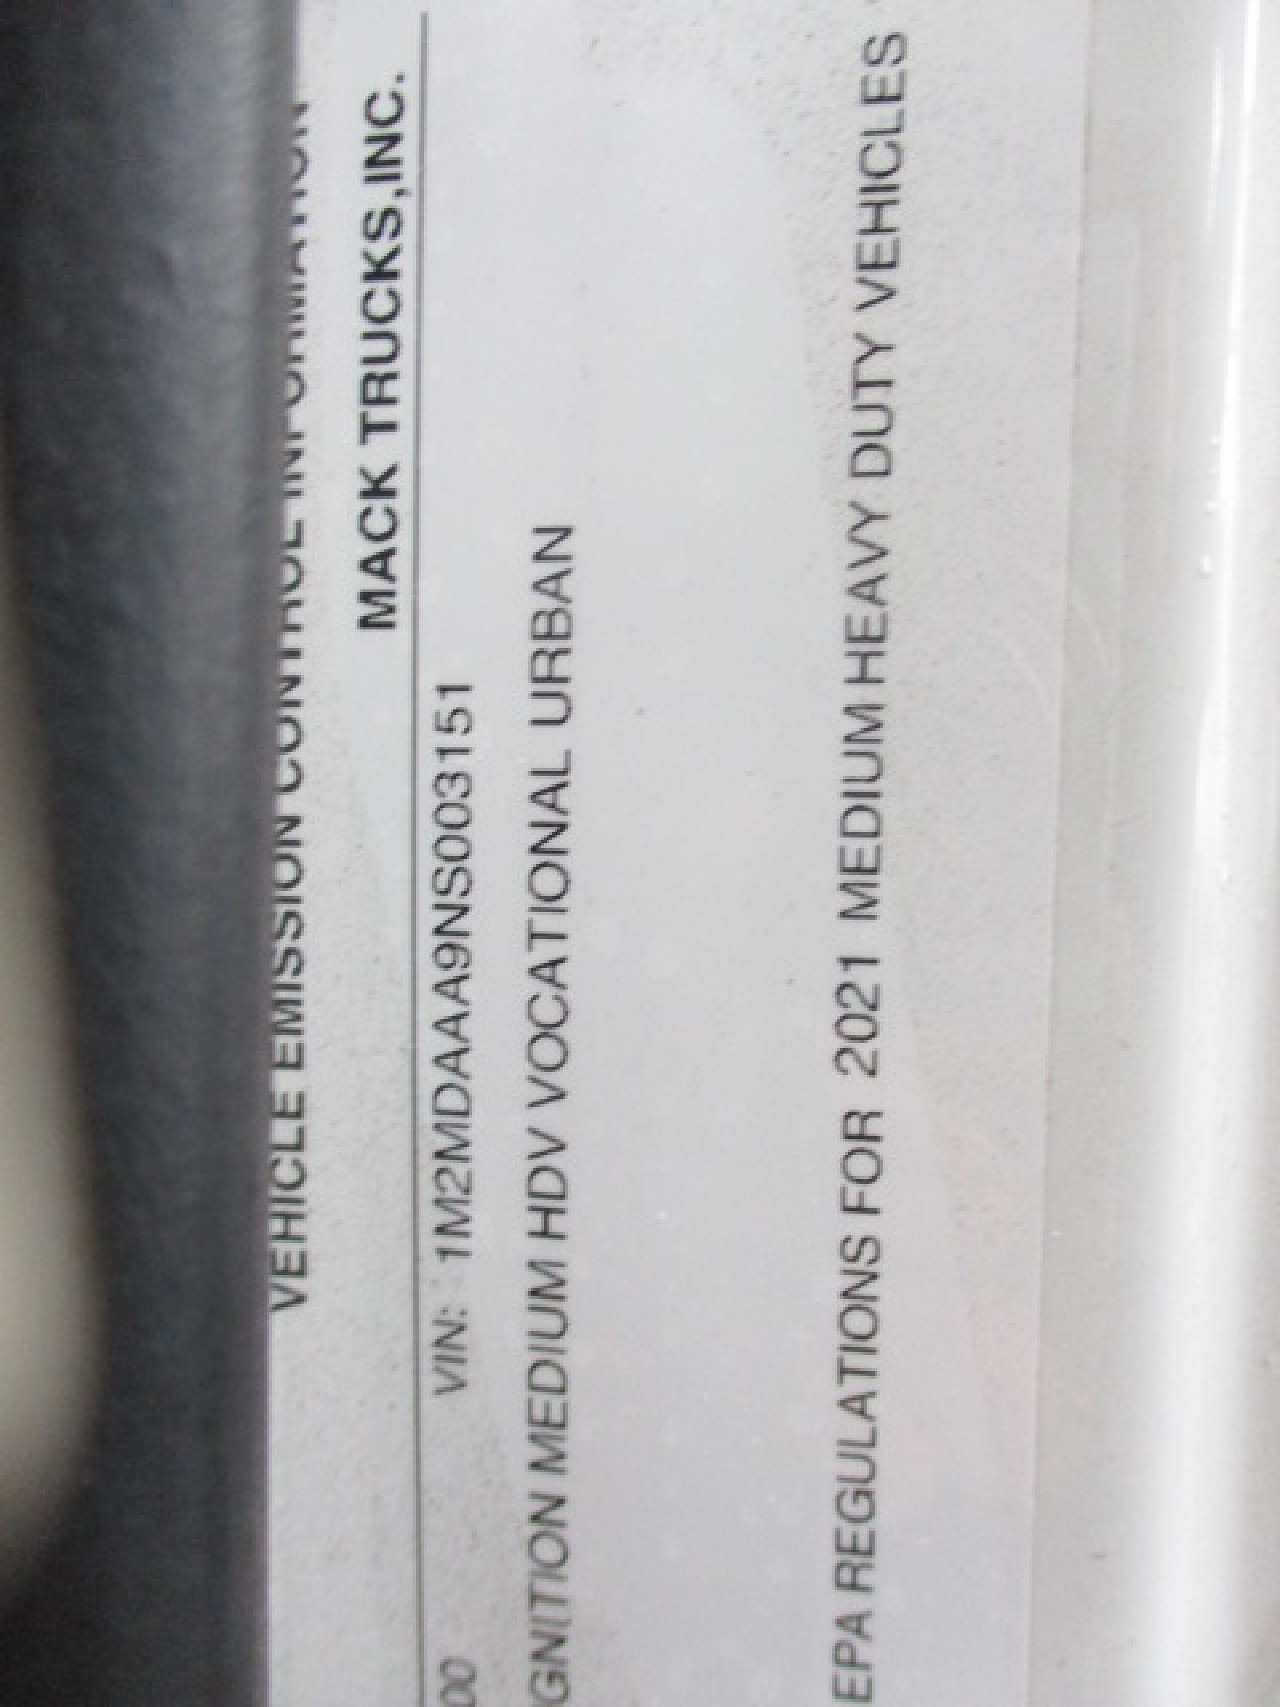 VEHICLE EMISSION CONTROL INFORMATION
MACK TRUCKS,INC.
00 VIN: 1M2MDAAA9NS003151
GNITION MEDIUM HDV VOCATIONAL URBAN
EPA REGULATIONS FOR 2021 MEDIUM HEAVY DUTY VEHICLES